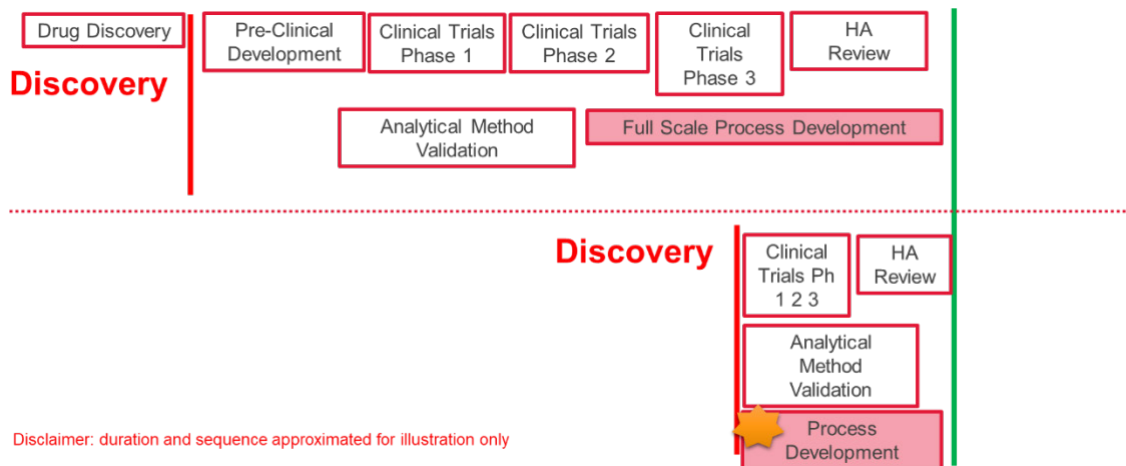 Drug Discovery
Pre-Clinical
Development
Clinical Trials
Phase 1
Clinical Trials
Phase 2
Clinical
Trials
Phase 3
HA
Review
Discovery
Analytical Method
Validation
Full Scale Process Development
Discovery
Clinical
Trials Ph
1 2 3
HA
Review
Analytical
Method
Validation
Process
Development
Disclaimer: duration and sequence approximated for illustration only